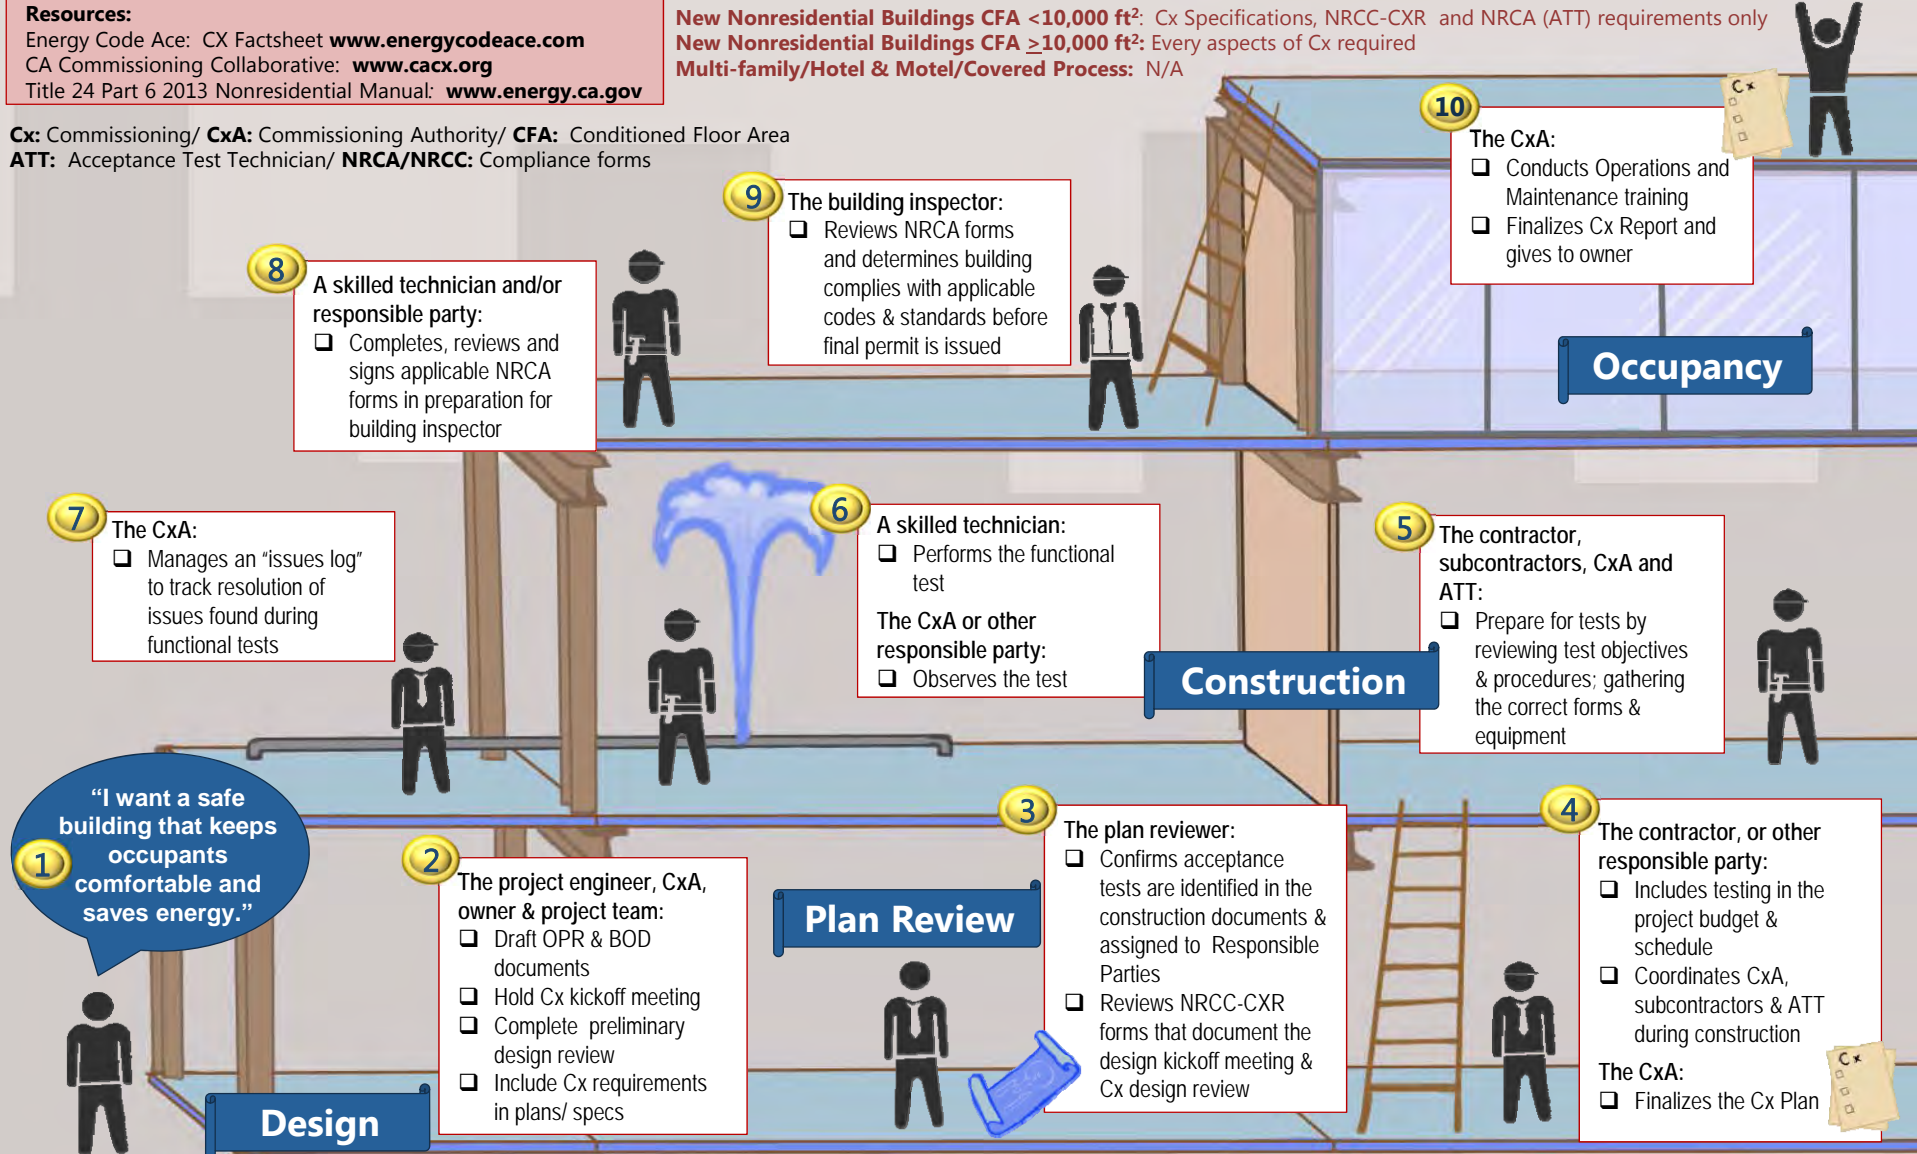 Resources:
Energy Code Ace: CX Factsheet www.energycodeace.com
CA Commissioning Collaborative: www.cacx.org
Title 24 Part 6 2013 Nonresidential Manual: www.energy.ca.gov
New Nonresidential Buildings CFA <10,000 ft²: Cx Specifications, NRCC-CXR and NRCA (ATT) requirements only
New Nonresidential Buildings CFA ≥10,000 ft²: Every aspects of Cx required
Multi-family/Hotel & Motel/Covered Process: N/A
Cx: Commissioning/ CxA: Commissioning Authority/ CFA: Conditioned Floor Area
ATT: Acceptance Test Technician/ NRCA/NRCC: Compliance forms
10
The CxA:
Conducts Operations and
Maintenance training
Finalizes Cx Report and
gives to owner
Cx
Occupancy
9
The building inspector:
Reviews NRCA forms
and determines building
complies with applicable
codes & standards before
final permit is issued
8
A skilled technician and/or
responsible party:
Completes, reviews and
signs applicable NRCA
forms in preparation for
building inspector
7
The CxA:
Manages an "issues log"
to track resolution of
issues found during
functional tests
6
A skilled technician:
Performs the functional
test
The CxA or other
responsible party:
Observes the test
Construction
5
The contractor,
subcontractors, CxA and
ATT:
Prepare for tests by
reviewing test objectives
& procedures; gathering
the correct forms &
equipment
1
“I want a safe
building that keeps
occupants
comfortable and
saves energy.”
Design
2
The project engineer, CxA,
owner & project team:
Draft OPR & BOD
documents
Hold Cx kickoff meeting
Complete preliminary
design review
Include Cx requirements
in plans/ specs
Plan Review
3
The plan reviewer:
Confirms acceptance
tests are identified in the
construction documents &
assigned to Responsible
Parties
Reviews NRCC-CXR
forms that document the
design kickoff meeting &
Cx design review
4
The contractor, or other
responsible party:
Includes testing in the
project budget &
schedule
Coordinates CxA,
subcontractors & ATT
during construction
The CxA:
Finalizes the Cx Plan
Cx